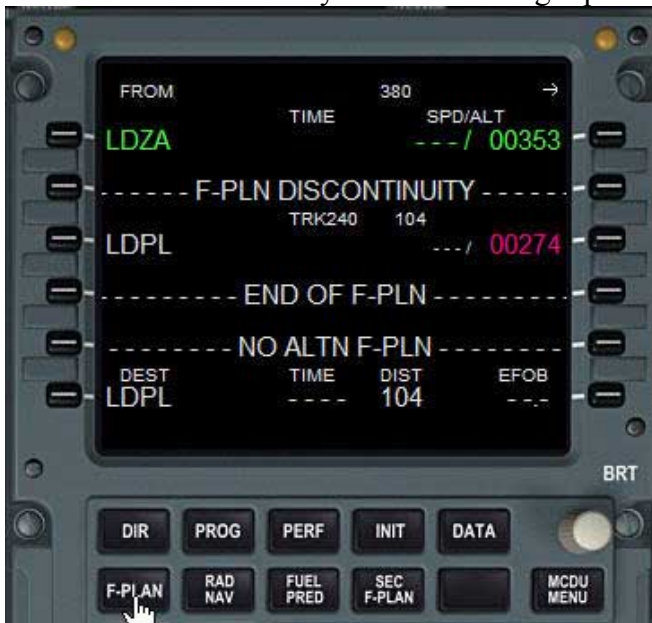 FROM 380 →
TIME SPD/ALT
LDZA ---/ 00353
------ F-PLN DISCONTINUITY -----
TRK240 104
LDPL ---/ 00274
--------- END OF F-PLN ---------
-------- NO ALTN F-PLN --------
DEST TIME DIST EFOB
LDPL ---- 104 --.-
BRT
DIR PROG PERF INIT DATA
F-PLAN RAD NAV FUEL PRED SEC F-PLAN MCDU MENU